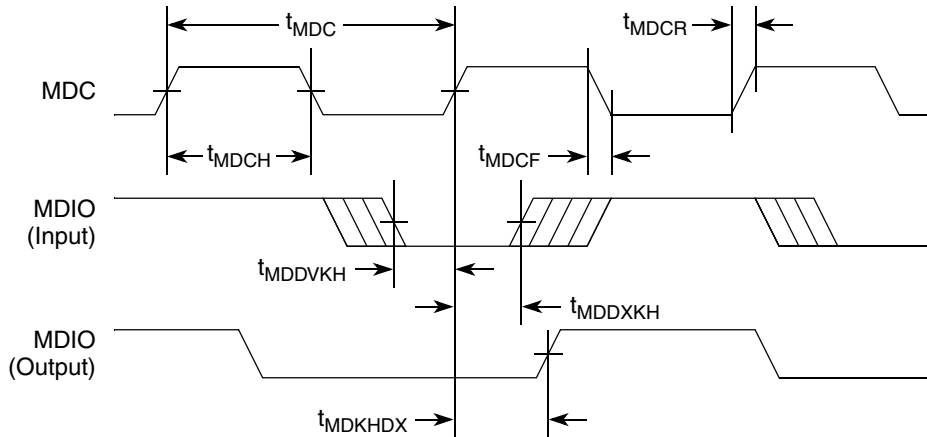 tMDC
tMDCR
MDC
tMDCH
tMDCF
MDIO
(Input)
tMDDVKH
tMDDXKH
MDIO
(Output)
tMDKHDX